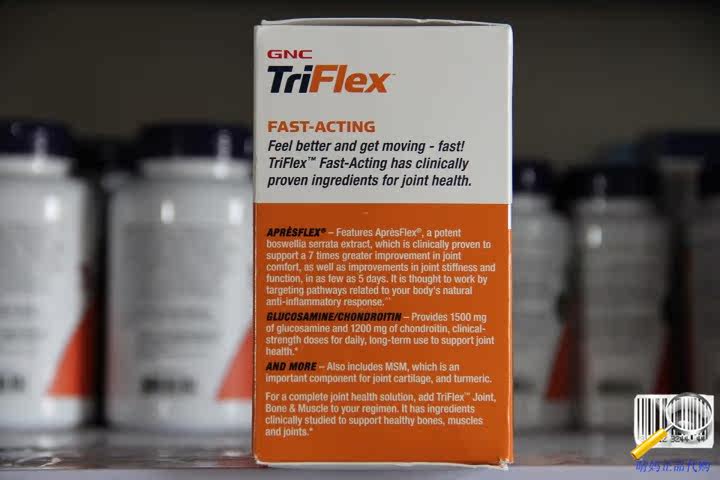 GNC
TriFlex™
FAST-ACTING
Feel better and get moving - fast!
TriFlex™ Fast-Acting has clinically
proven ingredients for joint health.
APRÈSFLEX® – Features AprèsFlex®, a potent
boswellia serrata extract, which is clinically proven to
support a 7 times greater improvement in joint
comfort, as well as improvements in joint stiffness and
function, in as few as 5 days. It is thought to work by
targeting pathways related to your body's natural
anti-inflammatory response.^*
GLUCOSAMINE/CHONDROITIN – Provides 1500 mg
of glucosamine and 1200 mg of chondroitin, clinical-
strength doses for daily, long-term use to support joint
health.*
AND MORE – Also includes MSM, which is an
important component for joint cartilage, and turmeric.
For a complete joint health solution, add TriFlex™ Joint,
Bone & Muscle to your regimen. It has ingredients
clinically studied to support healthy bones, muscles
and joints.*
萌妈正品代购